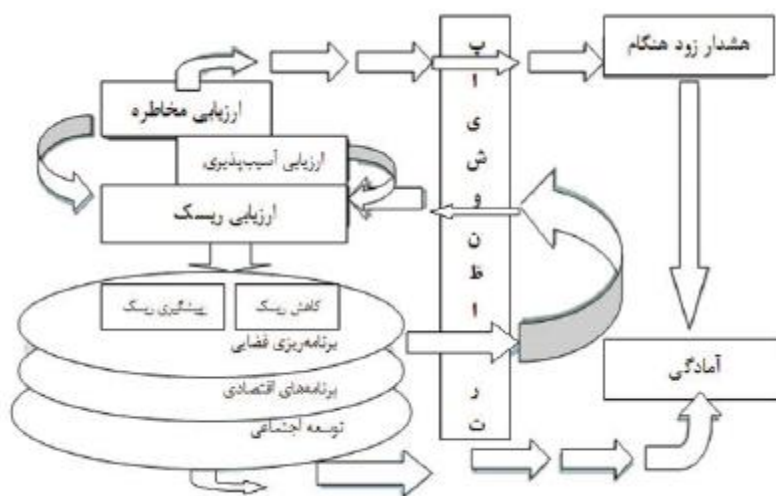 هشدار زود هنگام
ارزیابی مخاطره
ارزیابی آسیب‌پذیری
ارزیابی ریسک
پ
ا
ی
ش
و
ن
ظ
ا
ر
ت
کاهش ریسک
پیشگیری ریسک
برنامه‌ریزی فضایی
برنامه‌های اقتصادی
توسعه اجتماعی
آمادگی